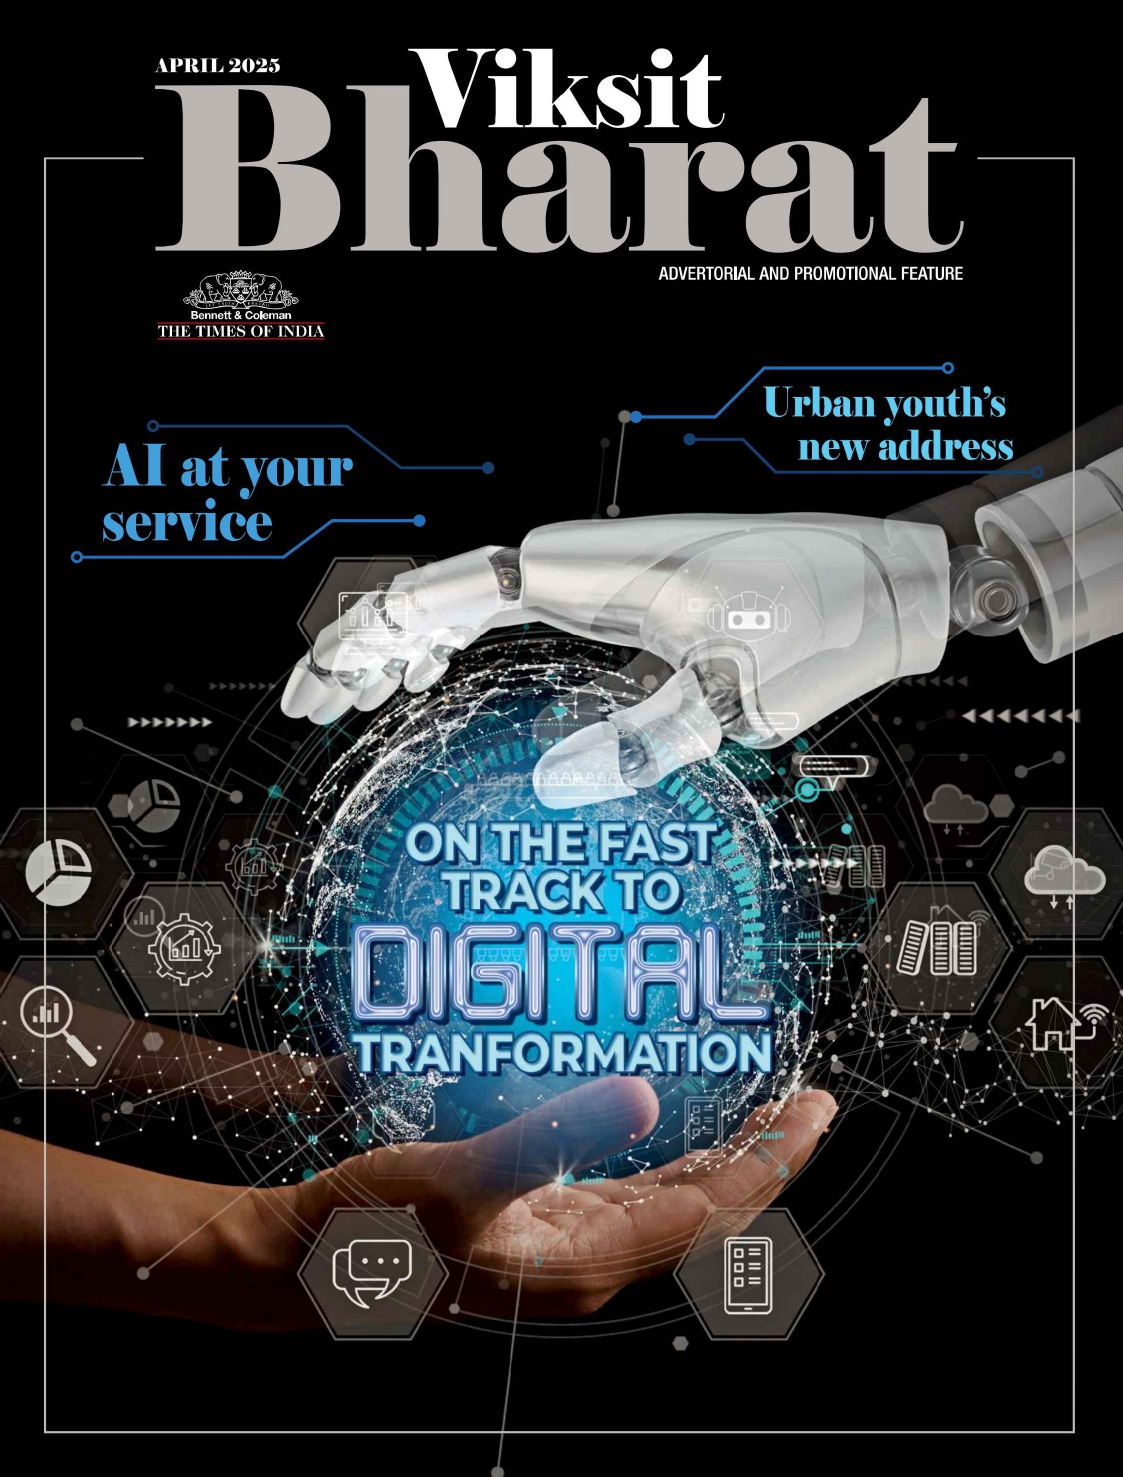 APRIL 2025
Viksit
Bharat
ADVERTORIAL AND PROMOTIONAL FEATURE
Bennett & Coleman
THE TIMES OF INDIA
Urban youth's
new address
AI at your
service
ON THE FAST
TRACK TO
DIGITAL
TRANFORMATION